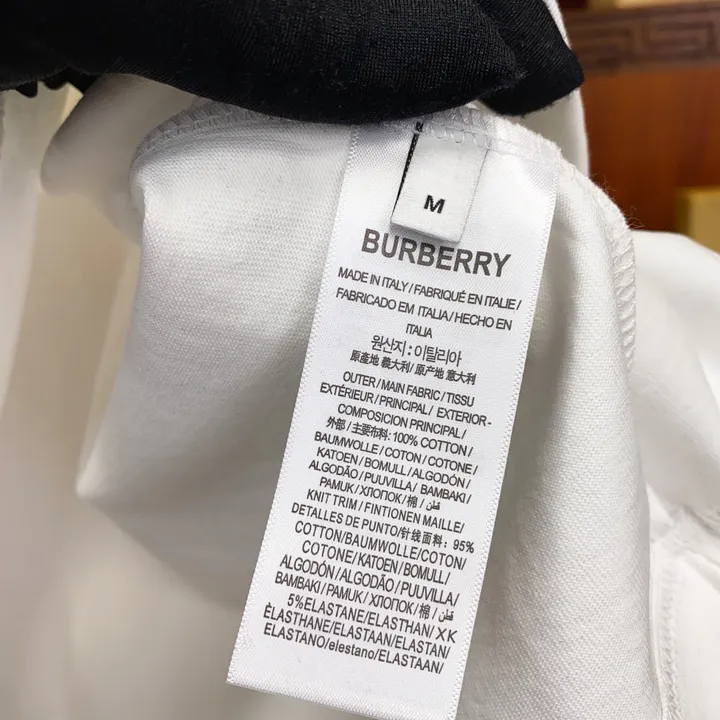 M
BURBERRY
MADE IN ITALY / FABRIQUÉ EN ITALIE /
FABRICADO EM ITALIA / HECHO EN
ITALIA
원산지 : 이탈리아
原產地 義大利 / 原产地 意大利
OUTER / MAIN FABRIC / TISSU
EXTÉRIEUR / PRINCIPAL / EXTERIOR-
COMPOSICION PRINCIPAL /
外部 / 主要布料: 100% COTTON /
BAUMWOLLE / COTON / COTONE /
KATOEN / BOMULL / ALGODÓN /
ALGODÃO / PUUVILLA / BAMBAKI /
PAMUK / ХЛОПОК / 棉 / قطن /
KNIT TRIM / FINTIONEN MAILLE /
DETALLES DE PUNTO / 针线面料: 95%
COTTON/BAUMWOLLE/COTON/
COTONE / KATOEN / BOMULL /
ALGODÓN / ALGODÃO / PUUVILLA /
BAMBAKI / PAMUK / ХЛОПОК / 棉 / قطن /
5%ELASTANE/ELASTHAN/XK
ÉLASTHANE/ELASTAAN/ELASTAN/
ELASTANO/elestano/ELASTAAN/